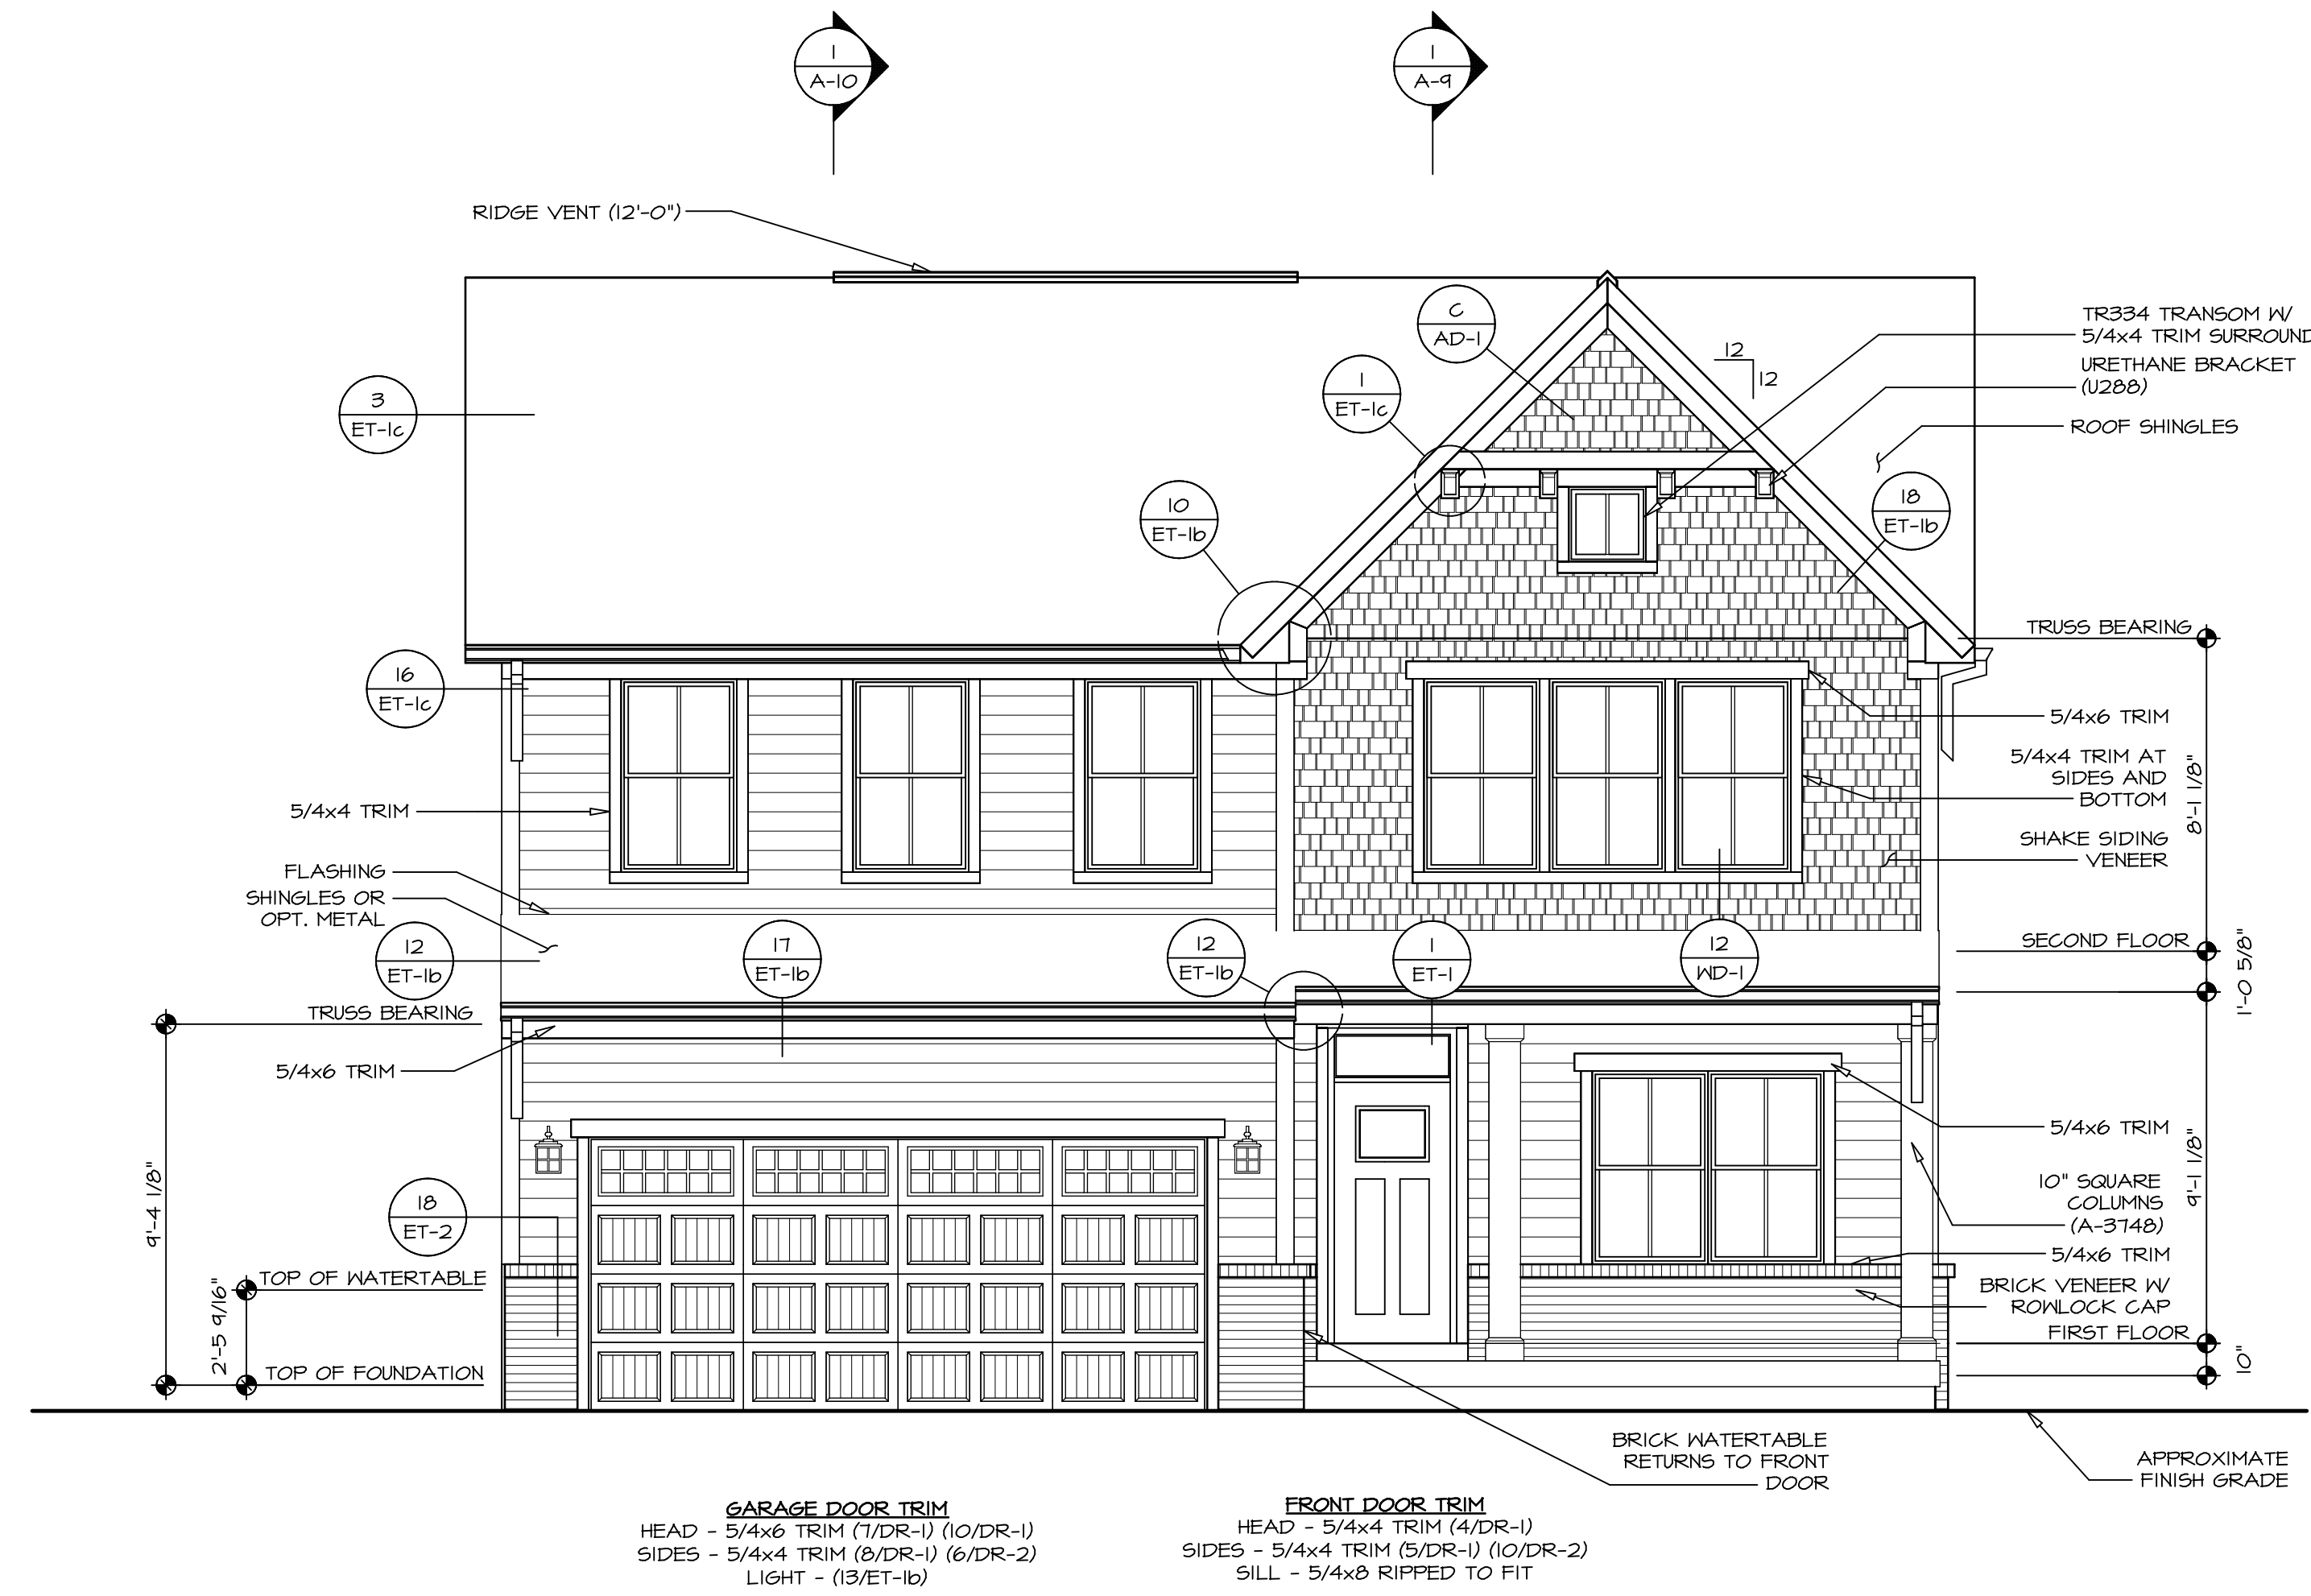 1
A-10
1
A-9
RIDGE VENT (12'-0")
C
AD-1
12
12
TR334 TRANSOM W/
5/4x4 TRIM SURROUND
URETHANE BRACKET
(U288)
ROOF SHINGLES
1
ET-1c
3
ET-1c
10
ET-1b
18
ET-1b
TRUSS BEARING
16
ET-1c
5/4x6 TRIM
5/4x4 TRIM AT
SIDES AND
BOTTOM
8'-1 1/8"
5/4x4 TRIM
SHAKE SIDING
VENEER
FLASHING
SHINGLES OR
OPT. METAL
12
ET-1b
17
ET-1b
12
ET-1b
1
ET-1
12
WD-1
SECOND FLOOR
1'-0 5/8"
TRUSS BEARING
5/4x6 TRIM
5/4x6 TRIM
9'-4 1/8"
9'-1 1/8"
10" SQUARE
COLUMNS
(A-3748)
18
ET-2
5/4x6 TRIM
TOP OF WATERTABLE
BRICK VENEER W/
ROWLOCK CAP
2'-5 9/16"
FIRST FLOOR
10"
TOP OF FOUNDATION
BRICK WATERTABLE
RETURNS TO FRONT
DOOR
APPROXIMATE
FINISH GRADE
GARAGE DOOR TRIM
HEAD - 5/4x6 TRIM (7/DR-1) (10/DR-1)
SIDES - 5/4x4 TRIM (8/DR-1) (6/DR-2)
LIGHT - (13/ET-1b)
FRONT DOOR TRIM
HEAD - 5/4x4 TRIM (4/DR-1)
SIDES - 5/4x4 TRIM (5/DR-1) (10/DR-2)
SILL - 5/4x8 RIPPED TO FIT